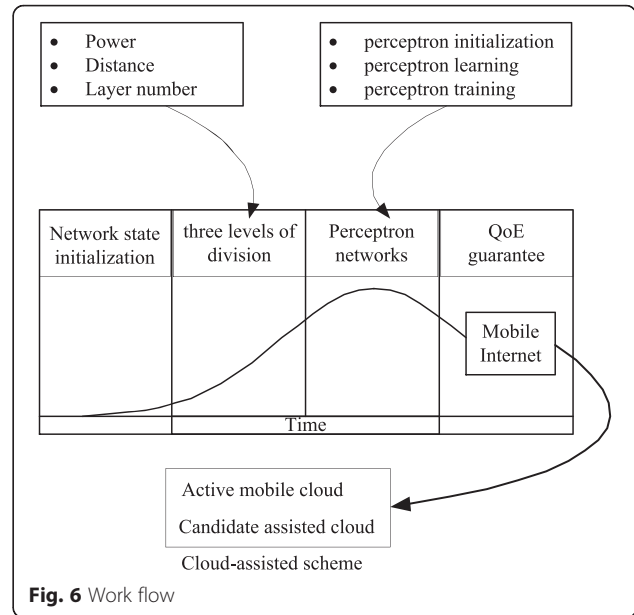 • Power
• Distance
• Layer number
• perceptron initialization
• perceptron learning
• perceptron training
Network state
initialization
three levels of
division
Perceptron
networks
QoE
guarantee
Mobile
Internet
Time
Active mobile cloud
Candidate assisted cloud
Cloud-assisted scheme
Fig. 6 Work flow